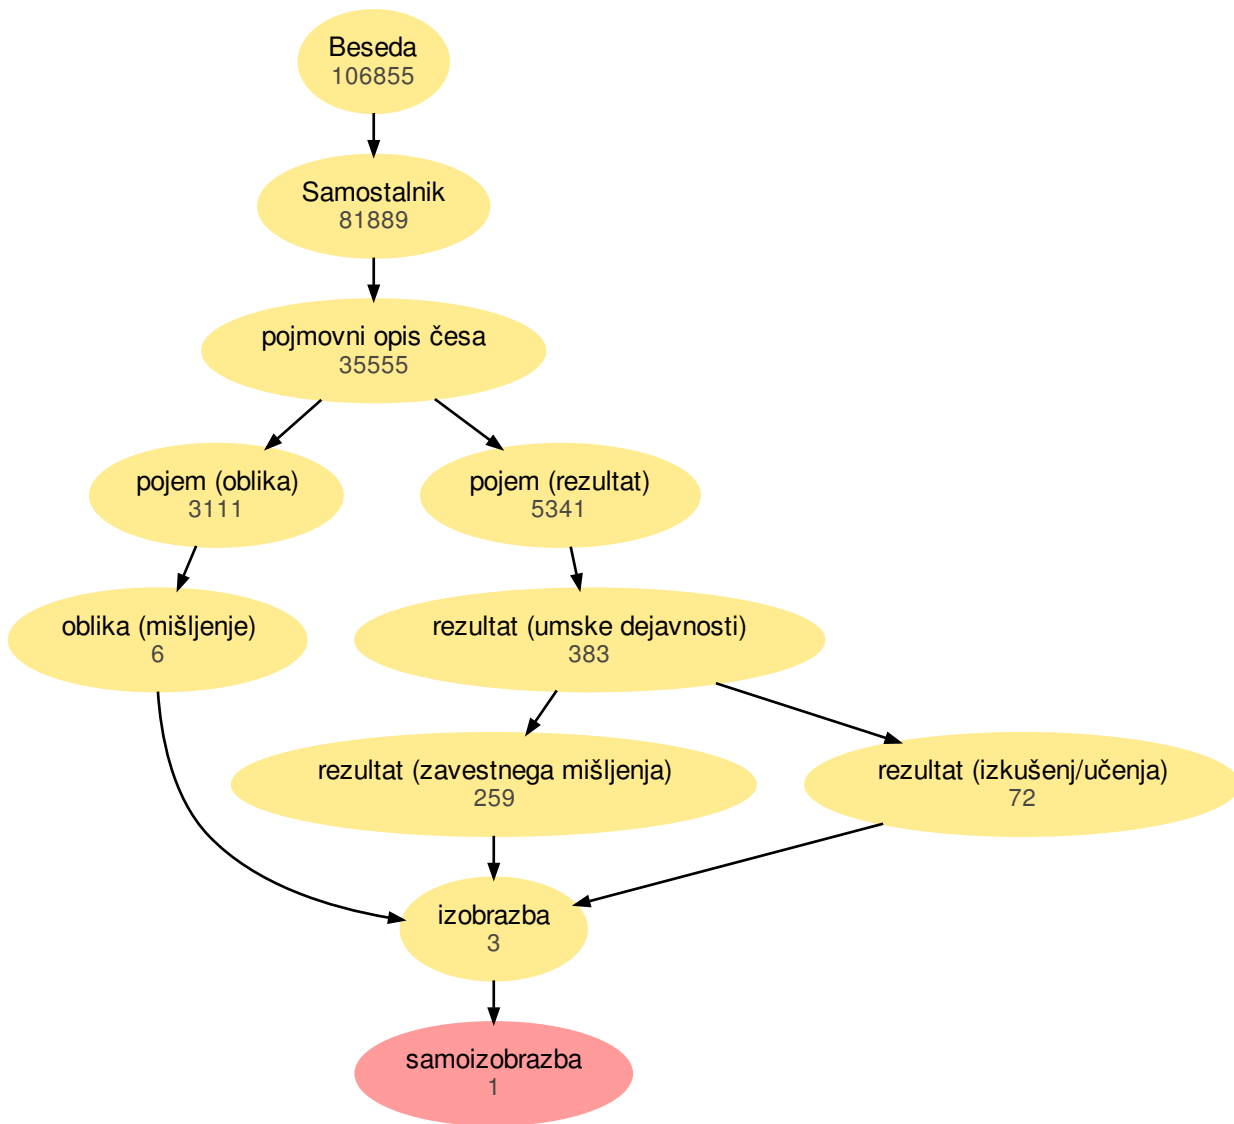 Beseda
106855
Samostalnik
81889
pojmovni opis česa
35555
pojem (oblika)
3111
pojem (rezultat)
5341
oblika (mišljenje)
6
rezultat (umske dejavnosti)
383
rezultat (zavestnega mišljenja)
259
rezultat (izkušenj/učenja)
72
izobrazba
3
samoizobrazba
1